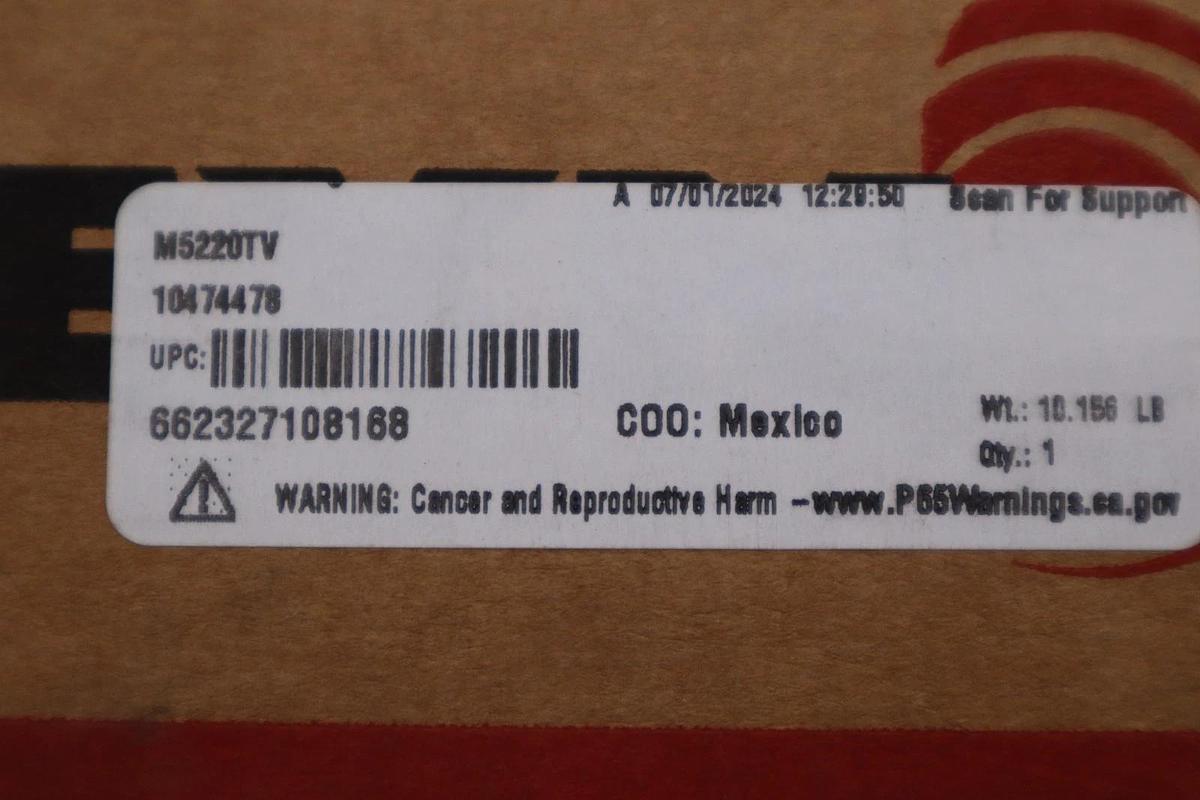 A 07/01/2024 12:29:50 Scan For Support
M5220TV
10474478
UPC:
662327108168
COO: Mexico
Wt.: 10.156 LB
Qty.: 1
WARNING: Cancer and Reproductive Harm -www.P65Warnings.ca.gov